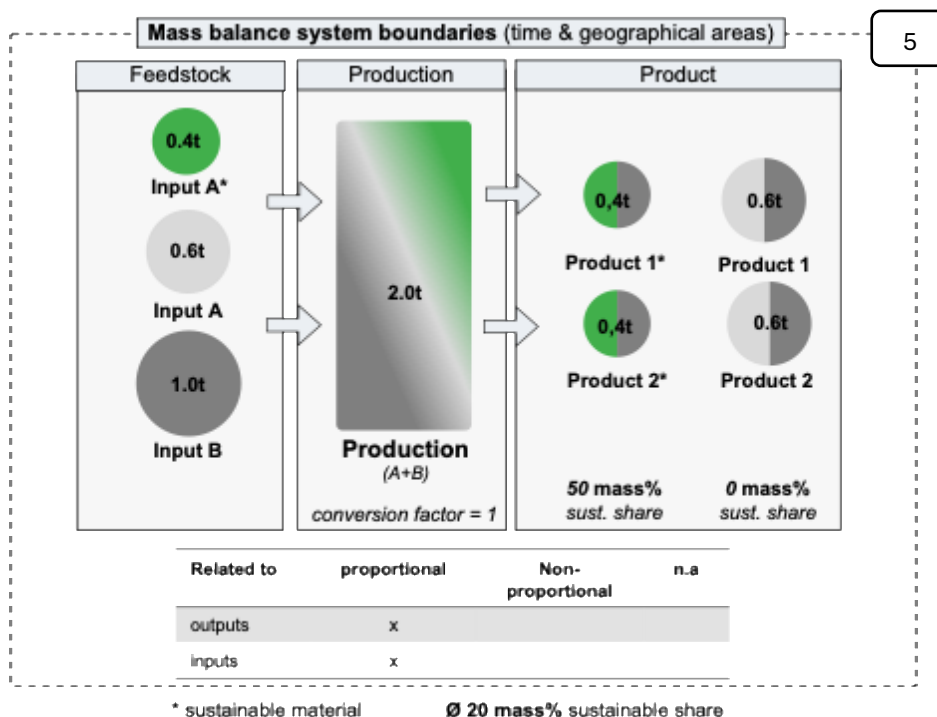 Mass balance system boundaries (time & geographical areas)
5
Feedstock
Production
Product
0.4t
Input A*
0.6t
Input A
1.0t
Input B
2.0t
Production
(A+B)
conversion factor = 1
0,4t
0.6t
Product 1*
Product 1
0,4t
0.6t
Product 2*
Product 2
50 mass%
sust. share
0 mass%
sust. share
Related to proportional Non-proportional n.a
outputs x
inputs x
* sustainable material
Ø 20 mass% sustainable share